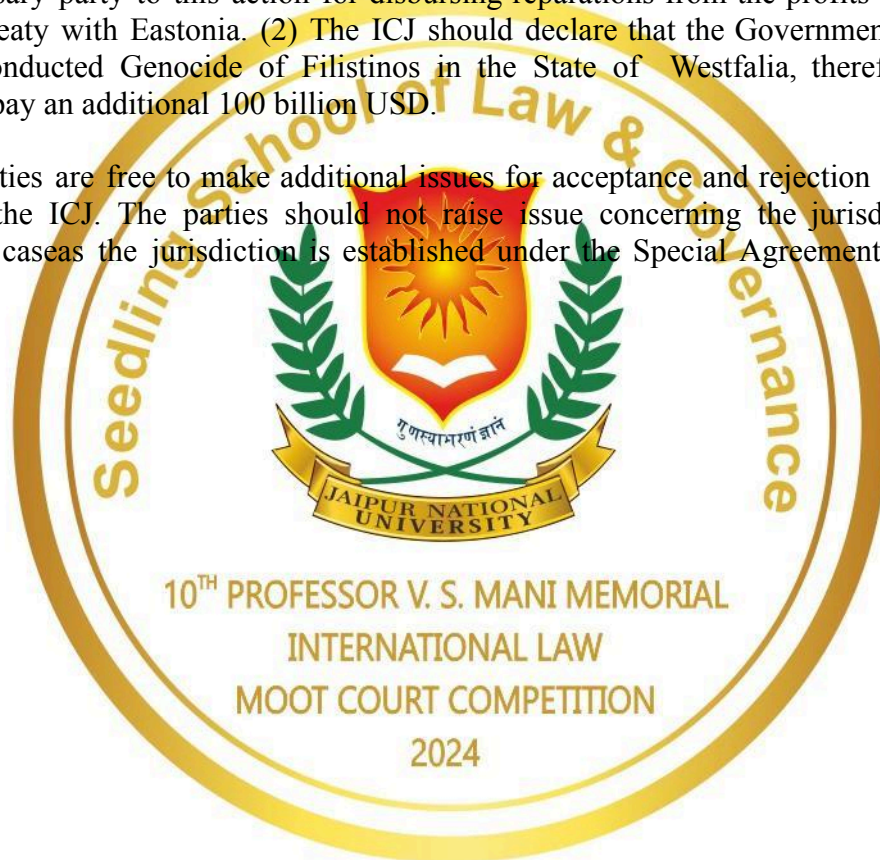 sary party to this action for disbursing reparations from the profits
eaty with Eastonia. (2) The ICJ should declare that the Government
onducted Genocide of Filistinos in the State of Westfalia, theref
pay an additional 100 billion USD.
ties are free to make additional issues for acceptance and rejection
the ICJ. The parties should not raise issue concerning the jurisd
caseas the jurisdiction is established under the Special Agreement
Seedling School of Law & Governance
गुणस्याभरणं ज्ञानं
JAIPUR NATIONAL
UNIVERSITY
10TH PROFESSOR V. S. MANI MEMORIAL
INTERNATIONAL LAW
MOOT COURT COMPETITION
2024